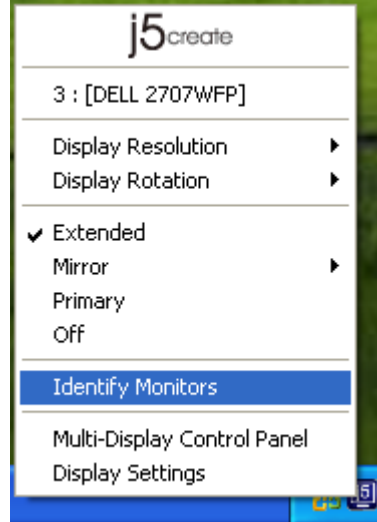 j5create
3 : [DELL 2707WFP]
Display Resolution
Display Rotation
Extended
Mirror
Primary
Off
Identify Monitors
Multi-Display Control Panel
Display Settings
j5